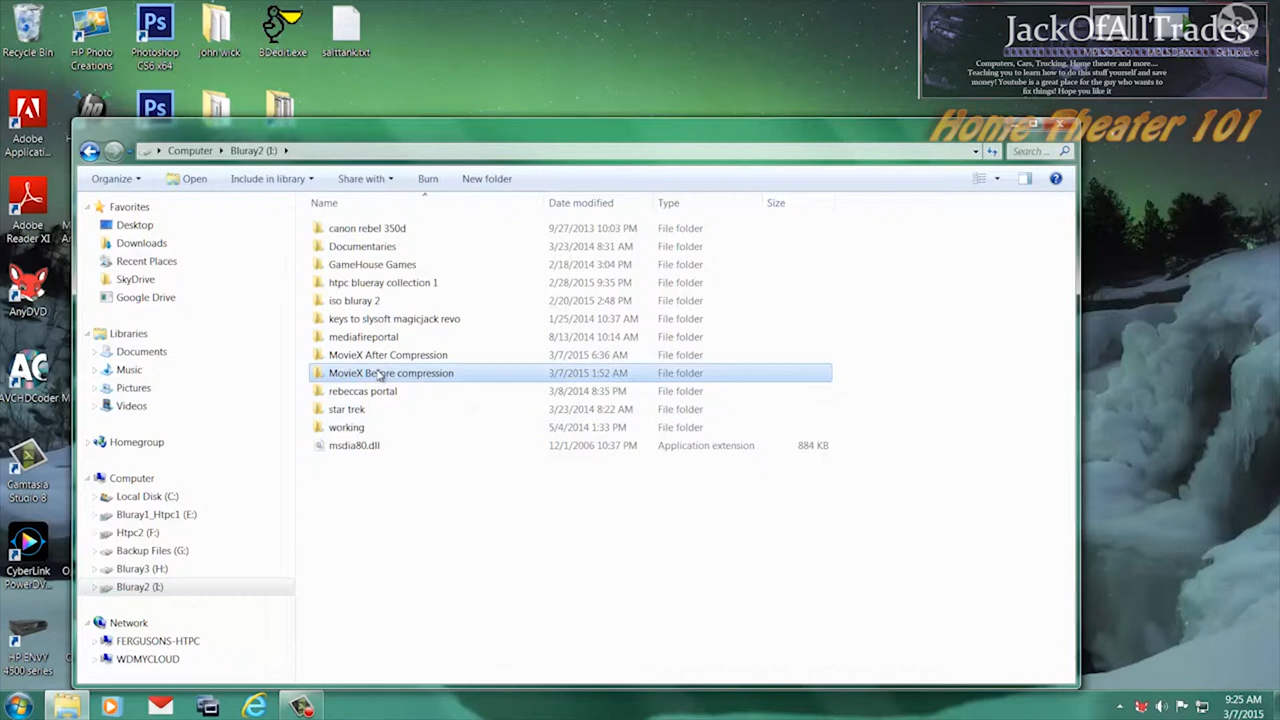 Recycle Bin
HP Photo
Creations
Photoshop
CS6 x64
john wick
BDedit.exe
salttank.txt
JackOfAllTrades
Setup.exe
Computers, Cars, Trucking, Home theater and more....
Teaching you to learn how to do this stuff yourself and save
money! Youtube is a great place for the guy who wants to
fix things! Hope you like it
Home Theater 101
Adobe
Applicati...
Adobe
Reader XI
AnyDVD
AVCHDCoder
Camtasia
Studio 8
CyberLink
PowerDV...
HP ENVY
4500 series
Computer
Bluray2 (I:)
Search ...
Organize
Open
Include in library
Share with
Burn
New folder
Favorites
Desktop
Downloads
Recent Places
SkyDrive
Google Drive
Libraries
Documents
Music
Pictures
Videos
Homegroup
Computer
Local Disk (C:)
Bluray1_Htpc1 (E:)
Htpc2 (F:)
Backup Files (G:)
Bluray3 (H:)
Bluray2 (I:)
Network
FERGUSONS-HTPC
WDMYCLOUD
Name Date modified Type Size
canon rebel 350d 9/27/2013 10:03 PM File folder
Documentaries 3/23/2014 8:31 AM File folder
GameHouse Games 2/18/2014 3:04 PM File folder
htpc blueray collection 1 2/28/2015 9:35 PM File folder
iso bluray 2 2/20/2015 2:48 PM File folder
keys to slysoft magicjack revo 1/25/2014 10:37 AM File folder
mediafireportal 8/13/2014 10:14 AM File folder
MovieX After Compression 3/7/2015 6:36 AM File folder
MovieX Before compression 3/7/2015 1:52 AM File folder
rebeccas portal 3/8/2014 8:35 PM File folder
star trek 3/23/2014 8:22 AM File folder
working 5/4/2014 1:33 PM File folder
msdia80.dll 12/1/2006 10:37 PM Application extension 884 KB
9:25 AM
3/7/2015